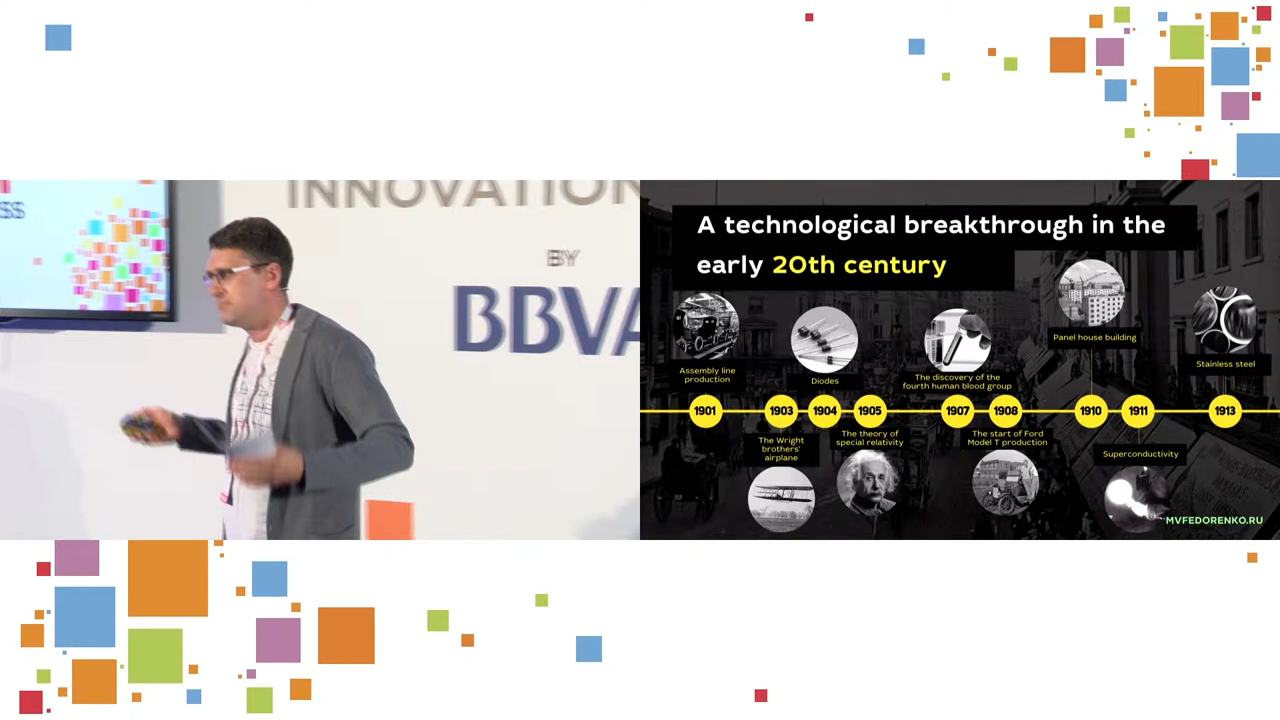 $$
INNOVATION
BY
BBVA
A technological breakthrough in the
early 20th century
Assembly line
production
Diodes
The discovery of the
fourth human blood group
Panel house building
Stainless steel
1901
1903
1904
1905
1907
1908
1910
1911
1913
The Wright
brothers'
airplane
The theory of
special relativity
The start of Ford
Model T production
Superconductivity
MVFEDORENKO.RU